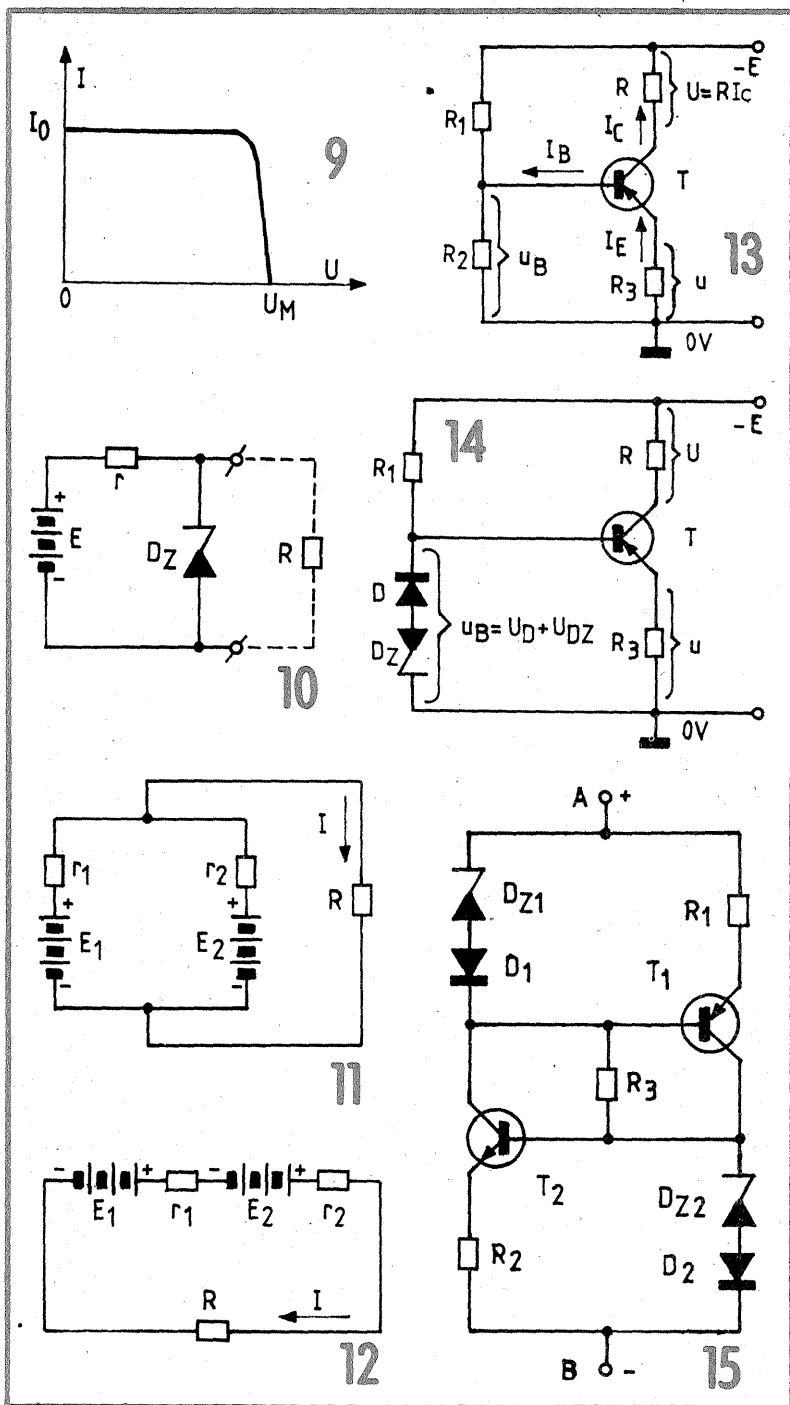 I
I0
9
0
UM
U
-E
R
U=RIC
R1
IC
IB
T
R2
uB
IE
13
R3
u
0V
14
-E
r
R1
R
U
E
DZ
R
T
D
uB=UD+UDZ
DZ
R3
u
10
0V
A +
I
r1
r2
R
DZ1
R1
E1
E2
D1
T1
11
R3
T2
DZ2
E1
r1
E2
r2
R2
D2
R
I
12
B -
15